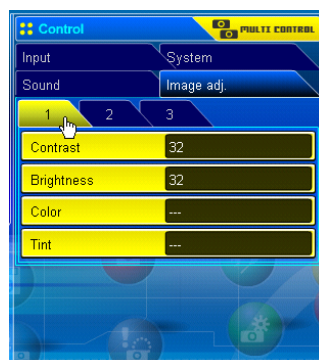 Control MULTI CONTROL
Input System
Sound Image adj.
1 2 3
Contrast 32
Brightness 32
Color ---
Tint ---